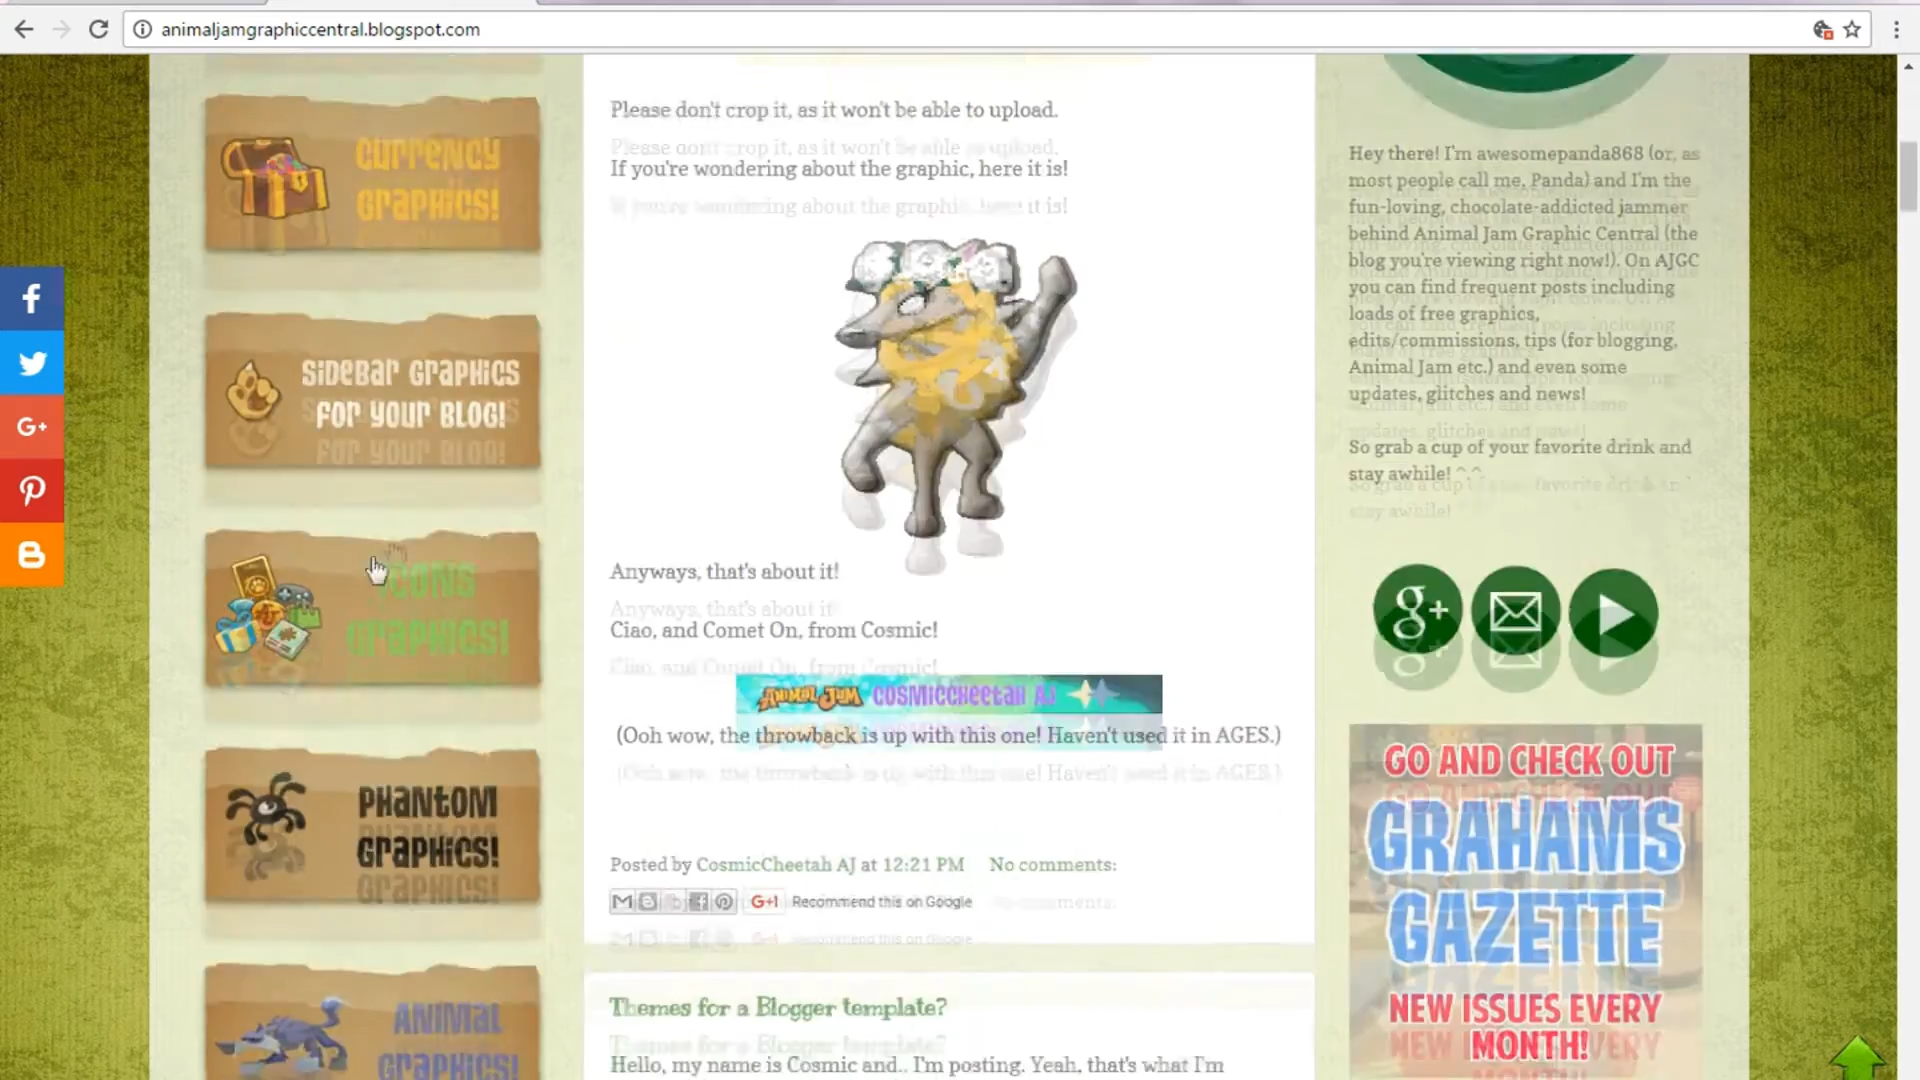 animaljamgraphiccentral.blogspot.com
CURRENCY
GRAPHICS!
SIDEBAR GRAPHICS
FOR YOUR BLOG!
ICONS
GRAPHICS!
PHANTOM
GRAPHICS!
ANIMAL
GRAPHICS!
Please don't crop it, as it won't be able to upload.
If you're wondering about the graphic, here it is!
Anyways, that's about it!
Ciao, and Comet On, from Cosmic!
ANIMAL JAM COSMICCHEETAH AJ
(Ooh wow, the throwback is up with this one! Haven't used it in AGES.)
Posted by CosmicCheetah AJ at 12:21 PM No comments:
G+1 Recommend this on Google
Themes for a Blogger template?
Hello, my name is Cosmic and.. I'm posting. Yeah, that's what I'm
Hey there! I'm awesomepanda868 (or, as
most people call me, Panda) and I'm the
fun-loving, chocolate-addicted jammer
behind Animal Jam Graphic Central (the
blog you're viewing right now!). On AJGC
you can find frequent posts including
loads of free graphics,
edits/commissions, tips (for blogging,
Animal Jam etc.) and even some
updates, glitches and news!
So grab a cup of your favorite drink and
stay awhile! ^ ^
g+
GO AND CHECK OUT
GRAHAMS
GAZETTE
NEW ISSUES EVERY
MONTH!